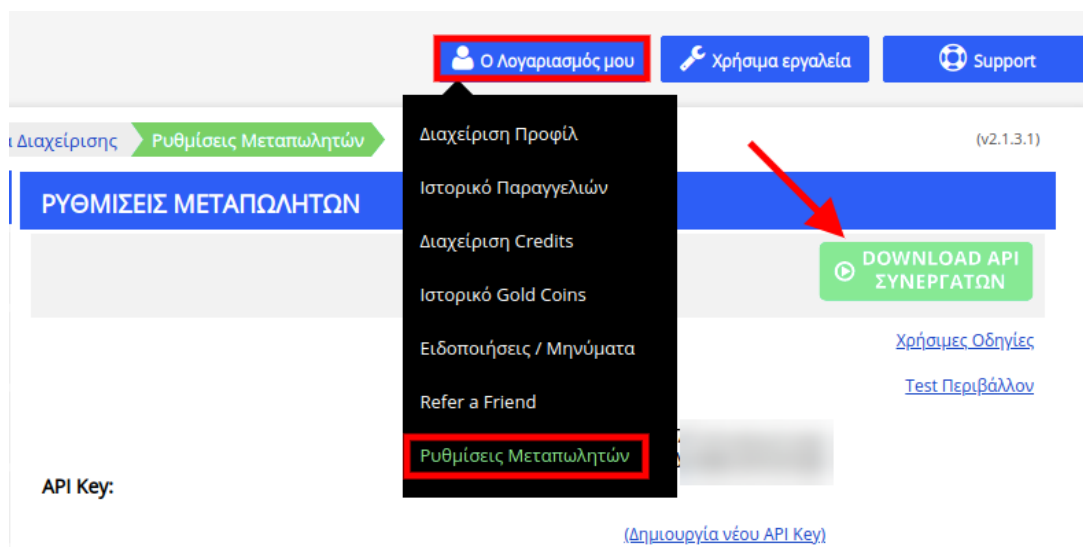 Ο Λογαριασμός μου
Χρήσιμα εργαλεία
Support
Διαχείρισης
Ρυθμίσεις Μεταπωλητών
(v2.1.3.1)
ΡΥΘΜΙΣΕΙΣ ΜΕΤΑΠΩΛΗΤΩΝ
Διαχείριση Προφίλ
Ιστορικό Παραγγελιών
Διαχείριση Credits
Ιστορικό Gold Coins
Ειδοποιήσεις / Μηνύματα
Refer a Friend
Ρυθμίσεις Μεταπωλητών
DOWNLOAD API
ΣΥΝΕΡΓΑΤΩΝ
Χρήσιμες Οδηγίες
Test Περιβάλλον
API Key:
(Δημιουργία νέου API Key)